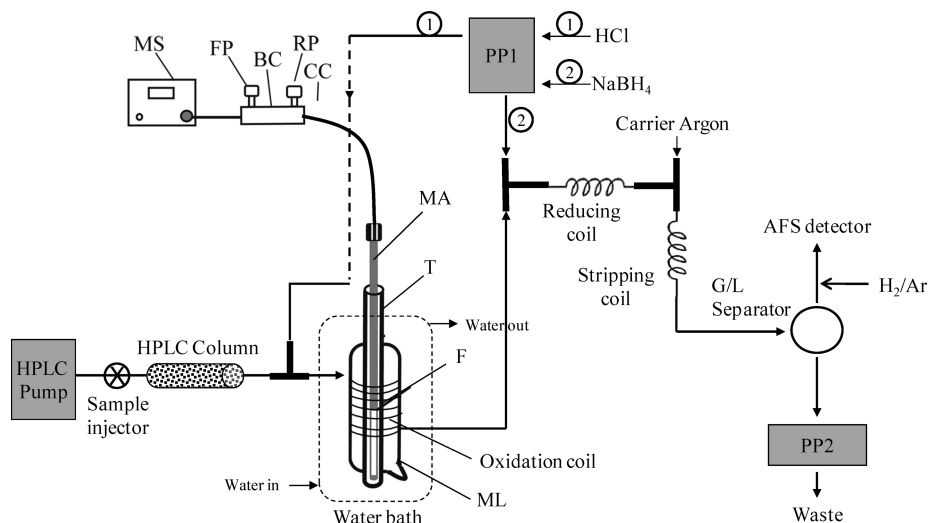 MS
FP
BC
RP
CC
1
PP1
1
HCl
2
NaBH4
2
Carrier Argon
MA
Reducing
coil
T
Stripping
coil
AFS detector
H2/Ar
G/L
Separator
Water out
HPLC
Pump
HPLC Column
Sample
injector
F
Oxidation coil
PP2
Water in
ML
Water bath
Waste